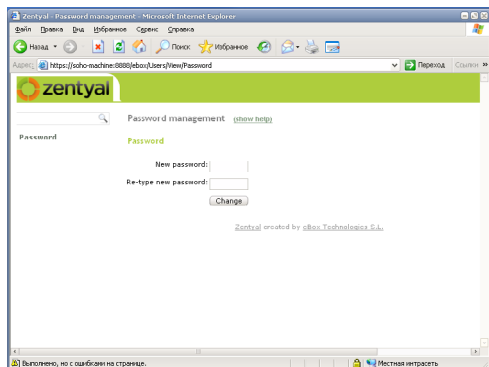 Zentyal - Password management - Microsoft Internet Explorer
Файл Правка Вид Избранное Сервис Справка
Назад Поиск Избранное
Адрес: https://soho-machine:8888/ebox/Users/View/Password Переход Ссылки »
zentyal
Password management (show help)
Password
Password
New password:
Re-type new password:
Change
Zentyal created by eBox Technologies S.L.
Выполнено, но с ошибками на странице. Местная интрасеть